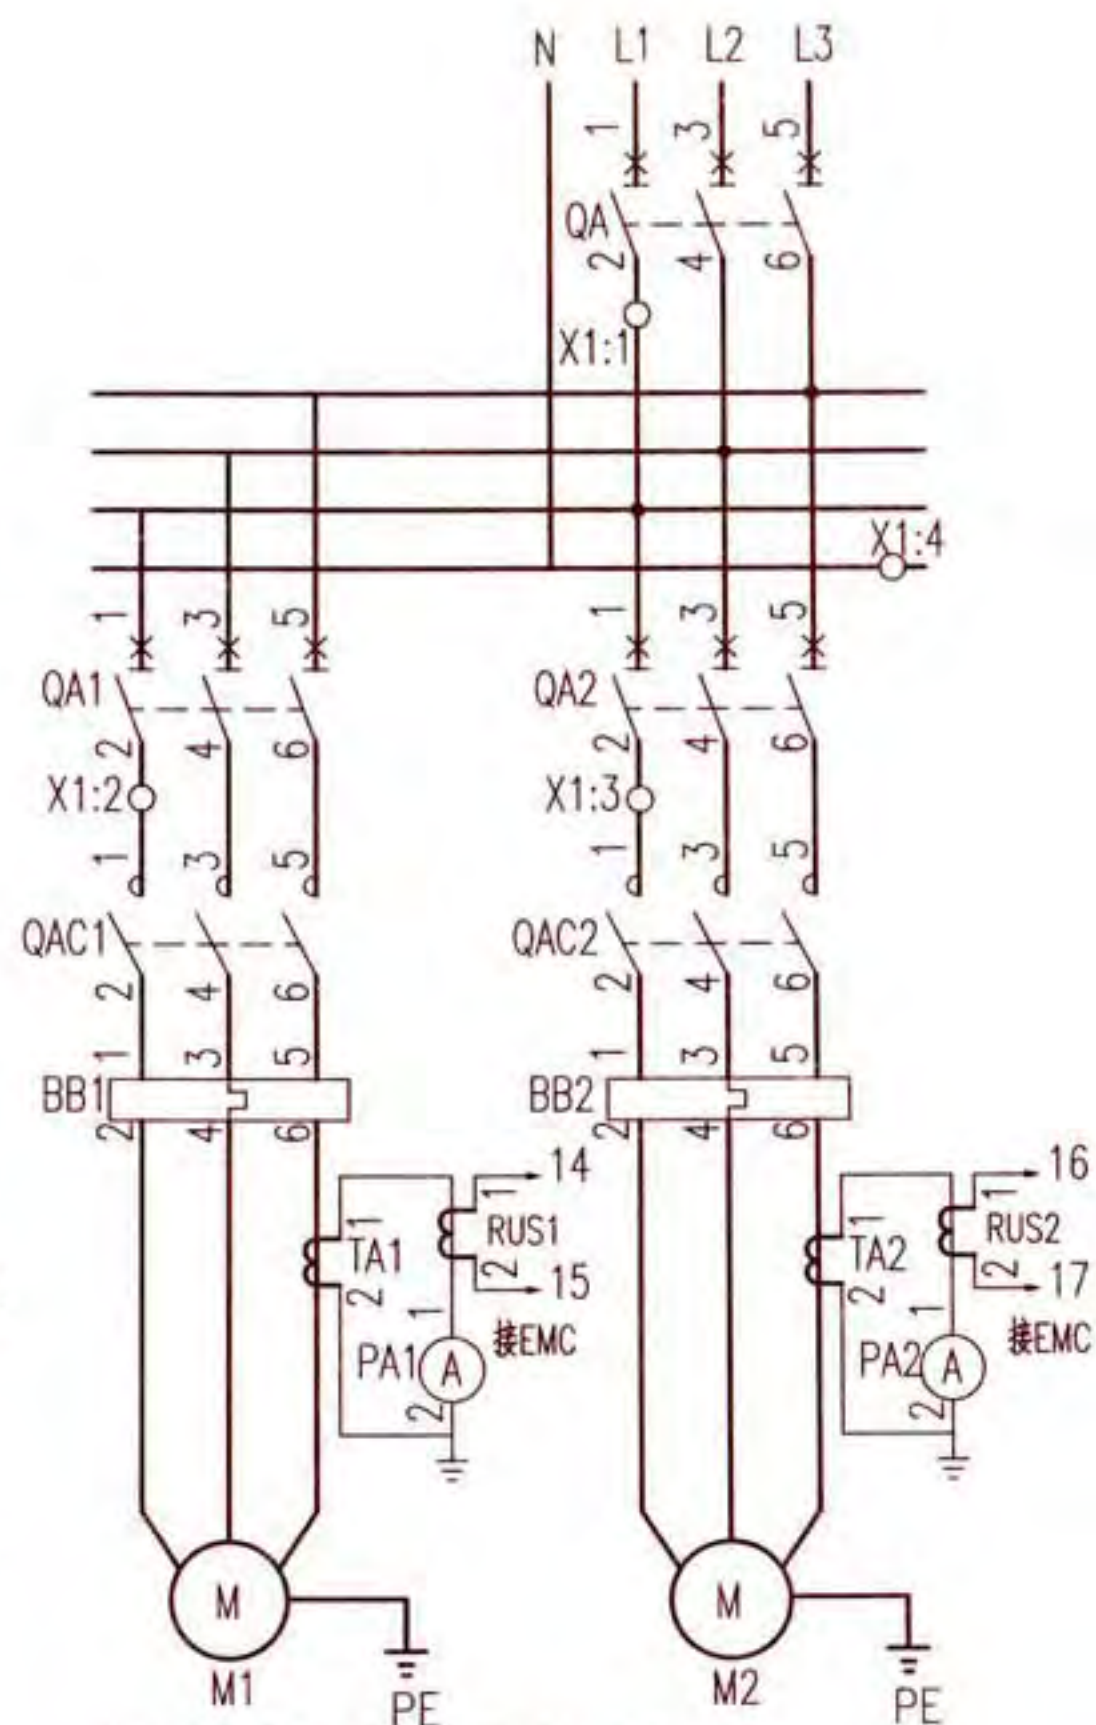 N L1 L2 L3
1 3 5
QA
2 4 6
X1:1
X1:4
1 3 5 1 3 5
QA1 QA2
2 4 6 2 4 6
X1:2 X1:3
1 3 5 1 3 5
QAC1 QAC2
2 4 6 2 4 6
1 3 5 1 3 5
BB1 BB2
2 4 6 2 4 6
14 16
1 1
1 RUS1 1 RUS2
TA1 TA2
2 2
2 15 2 17
1 接EMC 1 接EMC
PA1 A PA2 A
2 2
M M
M1 M2
PE PE